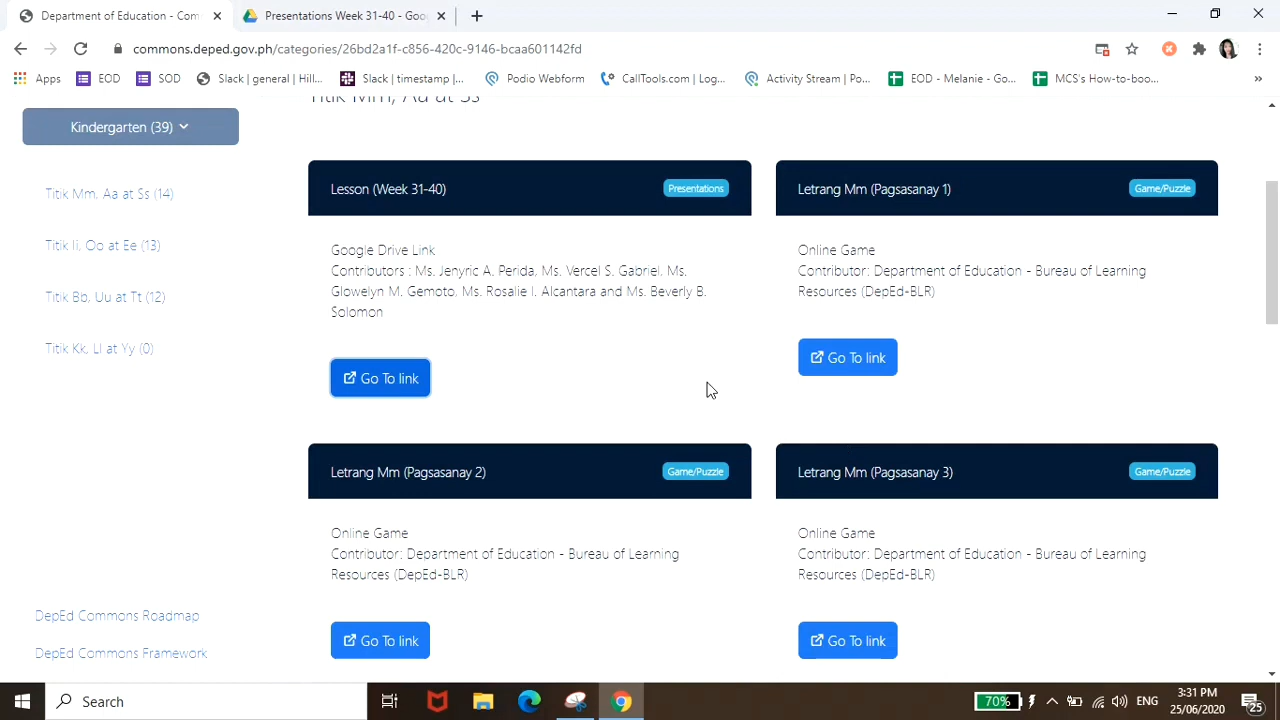 Department of Education - Com
Presentations Week 31-40 - Goo
commons.deped.gov.ph/categories/26bd2a1f-c856-420c-9146-bcaa601142fd
Apps
EOD
SOD
Slack | general | Hill...
Slack | timestamp |...
Podio Webform
CallTools.com | Log...
Activity Stream | Po...
EOD - Melanie - Go...
MCS's How-to-boo...
»
Titik Mm, Aa at Ss
Kindergarten (39)
Titik Mm, Aa at Ss (14)
Titik Ii, Oo at Ee (13)
Titik Bb, Uu at Tt (12)
Titik Kk, Ll at Yy (0)
DepEd Commons Roadmap
DepEd Commons Framework
Lesson (Week 31-40)
Presentations
Google Drive Link
Contributors : Ms. Jenyric A. Perida, Ms. Vercel S. Gabriel, Ms.
Glowelyn M. Gemoto, Ms. Rosalie I. Alcantara and Ms. Beverly B.
Solomon
Go To link
Letrang Mm (Pagsasanay 1)
Game/Puzzle
Online Game
Contributor: Department of Education - Bureau of Learning
Resources (DepEd-BLR)
Go To link
Letrang Mm (Pagsasanay 2)
Game/Puzzle
Online Game
Contributor: Department of Education - Bureau of Learning
Resources (DepEd-BLR)
Go To link
Letrang Mm (Pagsasanay 3)
Game/Puzzle
Online Game
Contributor: Department of Education - Bureau of Learning
Resources (DepEd-BLR)
Go To link
Search
70%
ENG
3:31 PM
25/06/2020
25